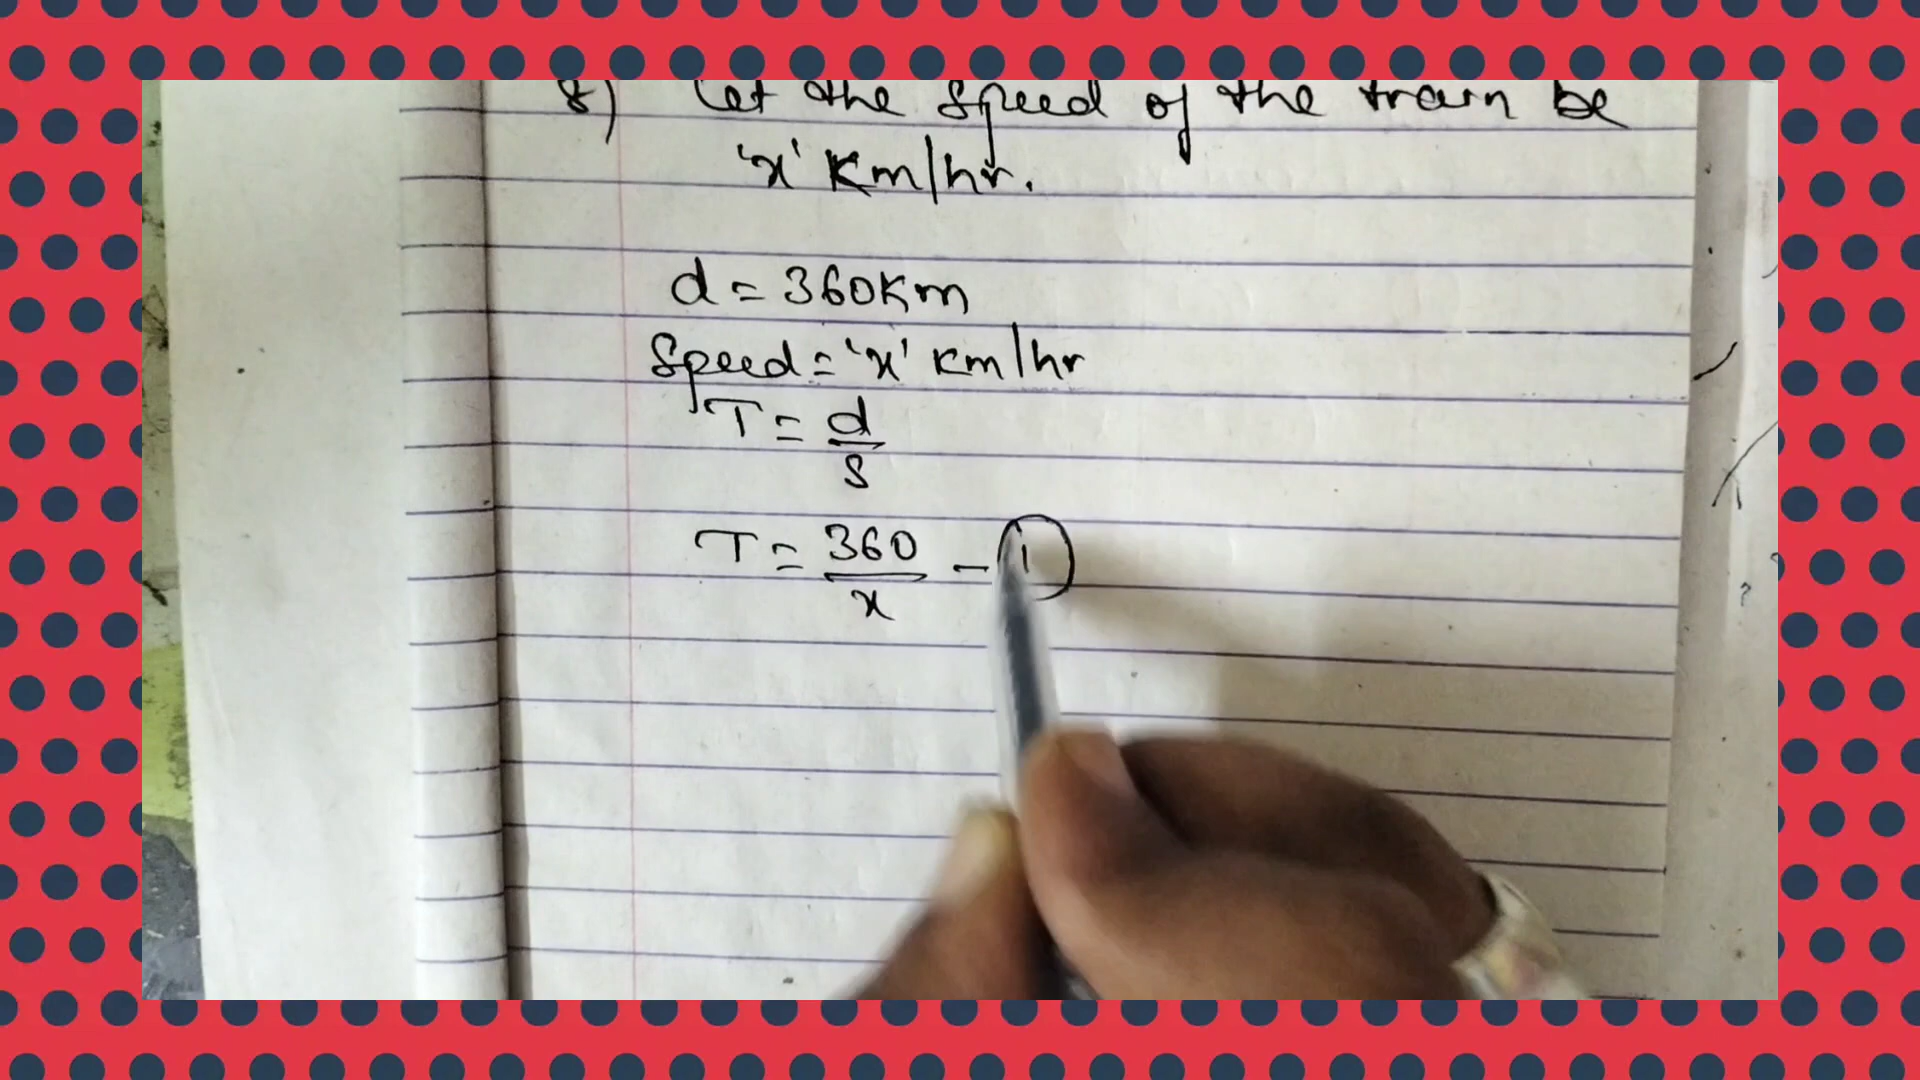 8) Let the Speed of the train be
'x' Km/hr.
d = 360Km
Speed = 'x' km/hr
T = d/s
T = 360/x - 1